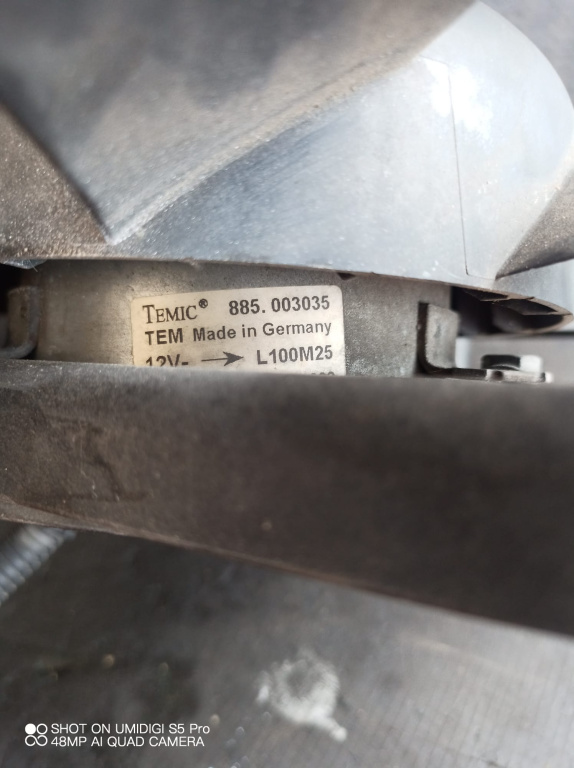 TEMIC® 885.003035
TEM Made in Germany
12V- → L100M25
SHOT ON UMIDIGI S5 Pro
48MP AI QUAD CAMERA